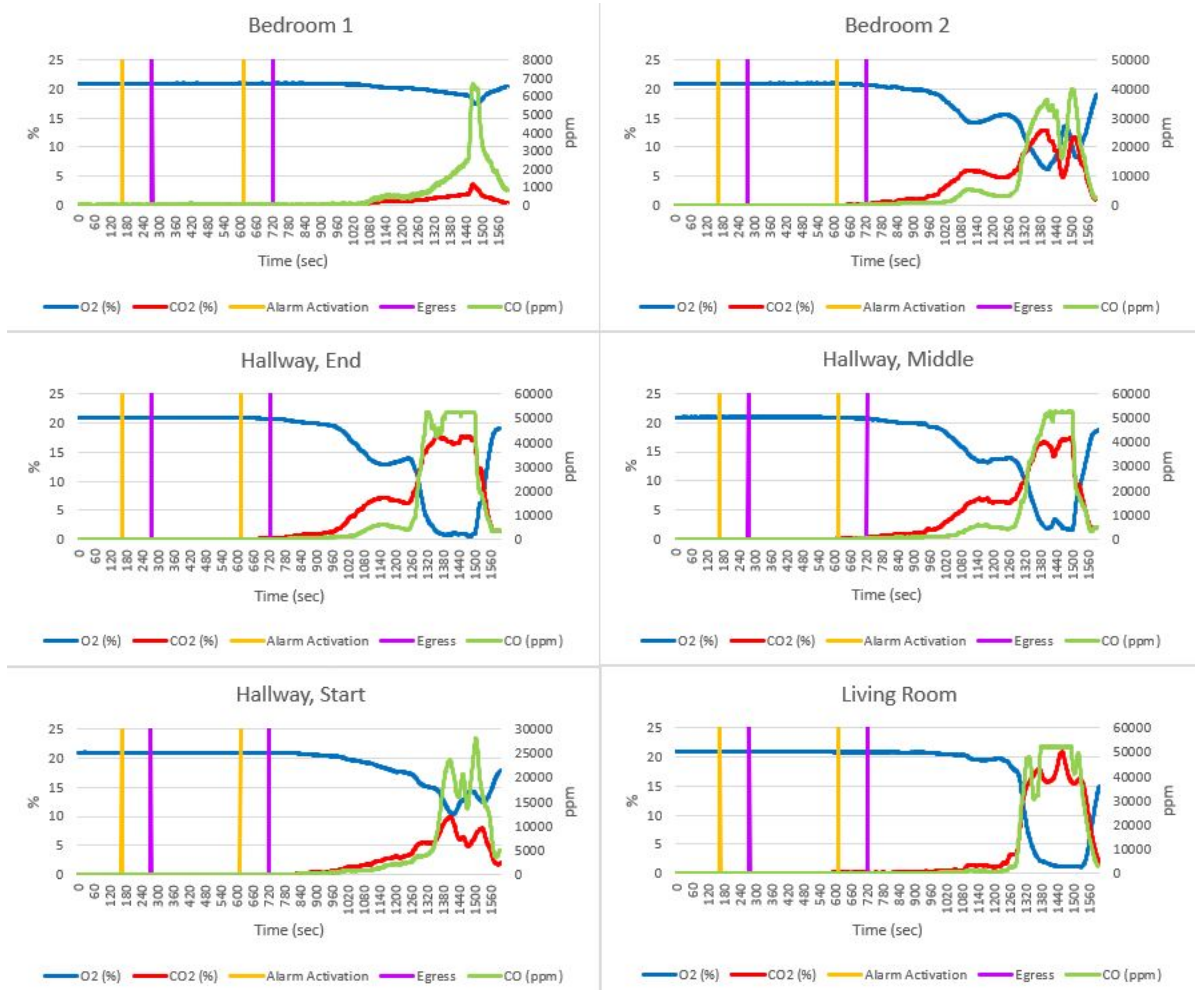 Bedroom 1
25
20
15
10
5
0
%
8000
7000
6000
5000
4000
3000
2000
1000
0
ppm
0 60 120 180 240 300 360 420 480 540 600 660 720 780 840 900 960 1020 1080 1140 1200 1260 1320 1380 1440 1500 1560
Time (sec)
O2 (%) CO2 (%) Alarm Activation Egress CO (ppm)
Bedroom 2
25
20
15
10
5
0
%
50000
40000
30000
20000
10000
0
ppm
0 60 120 180 240 300 360 420 480 540 600 660 720 780 840 900 960 1020 1080 1140 1200 1260 1320 1380 1440 1500 1560
Time (sec)
O2 (%) CO2 (%) Alarm Activation Egress CO (ppm)
Hallway, End
25
20
15
10
5
0
%
60000
50000
40000
30000
20000
10000
0
ppm
0 60 120 180 240 300 360 420 480 540 600 660 720 780 840 900 960 1020 1080 1140 1200 1260 1320 1380 1440 1500 1560
Time (sec)
O2 (%) CO2 (%) Alarm Activation Egress CO (ppm)
Hallway, Middle
25
20
15
10
5
0
%
60000
50000
40000
30000
20000
10000
0
ppm
0 60 120 180 240 300 360 420 480 540 600 660 720 780 840 900 960 1020 1080 1140 1200 1260 1320 1380 1440 1500 1560
Time (sec)
O2 (%) CO2 (%) Alarm Activation Egress CO (ppm)
Hallway, Start
25
20
15
10
5
0
%
30000
25000
20000
15000
10000
5000
0
ppm
0 60 120 180 240 300 360 420 480 540 600 660 720 780 840 900 960 1020 1080 1140 1200 1260 1320 1380 1440 1500 1560
Time (sec)
O2 (%) CO2 (%) Alarm Activation Egress CO (ppm)
Living Room
25
20
15
10
5
0
%
60000
50000
40000
30000
20000
10000
0
ppm
0 60 120 180 240 300 360 420 480 540 600 660 720 780 840 900 960 1020 1080 1140 1200 1260 1320 1380 1440 1500 1560
Time (sec)
O2 (%) CO2 (%) Alarm Activation Egress CO (ppm)